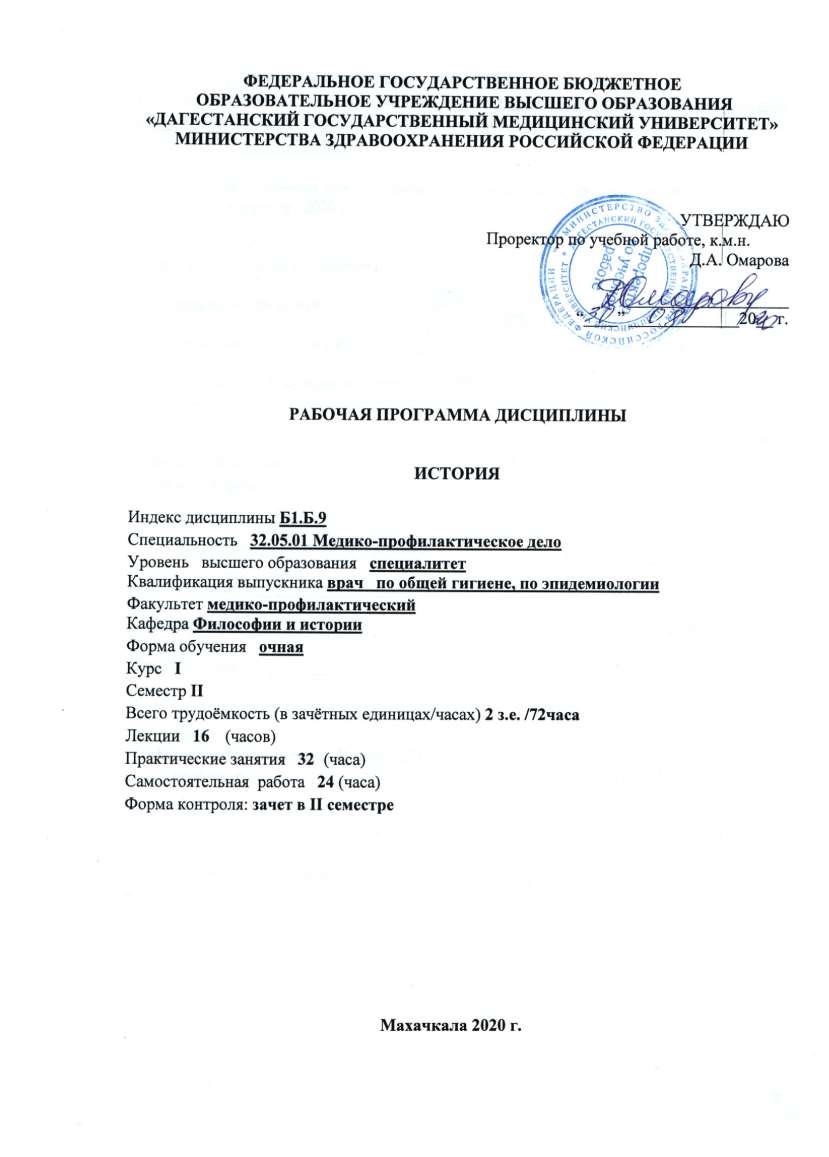 ФЕДЕРАЛЬНОЕ ГОСУДАРСТВЕННОЕ БЮДЖЕТНОЕ
ОБРАЗОВАТЕЛЬНОЕ УЧРЕЖДЕНИЕ ВЫСШЕГО ОБРАЗОВАНИЯ
«ДАГЕСТАНСКИЙ ГОСУДАРСТВЕННЫЙ МЕДИЦИНСКИЙ УНИВЕРСИТЕТ»
МИНИСТЕРСТВА ЗДРАВООХРАНЕНИЯ РОССИЙСКОЙ ФЕДЕРАЦИИ
УТВЕРЖДАЮ
Проректор по учебной работе, к.м.н.
Д.А. Омарова
"30" 08 2020 г.
РАБОЧАЯ ПРОГРАММА ДИСЦИПЛИНЫ
ИСТОРИЯ
Индекс дисциплины Б1.Б.9
Специальность 32.05.01 Медико-профилактическое дело
Уровень высшего образования специалитет
Квалификация выпускника врач по общей гигиене, по эпидемиологии
Факультет медико-профилактический
Кафедра Философии и истории
Форма обучения очная
Курс I
Семестр II
Всего трудоёмкость (в зачётных единицах/часах) 2 з.е. /72часа
Лекции 16 (часов)
Практические занятия 32 (часа)
Самостоятельная работа 24 (часа)
Форма контроля: зачет в II семестре
Махачкала 2020 г.